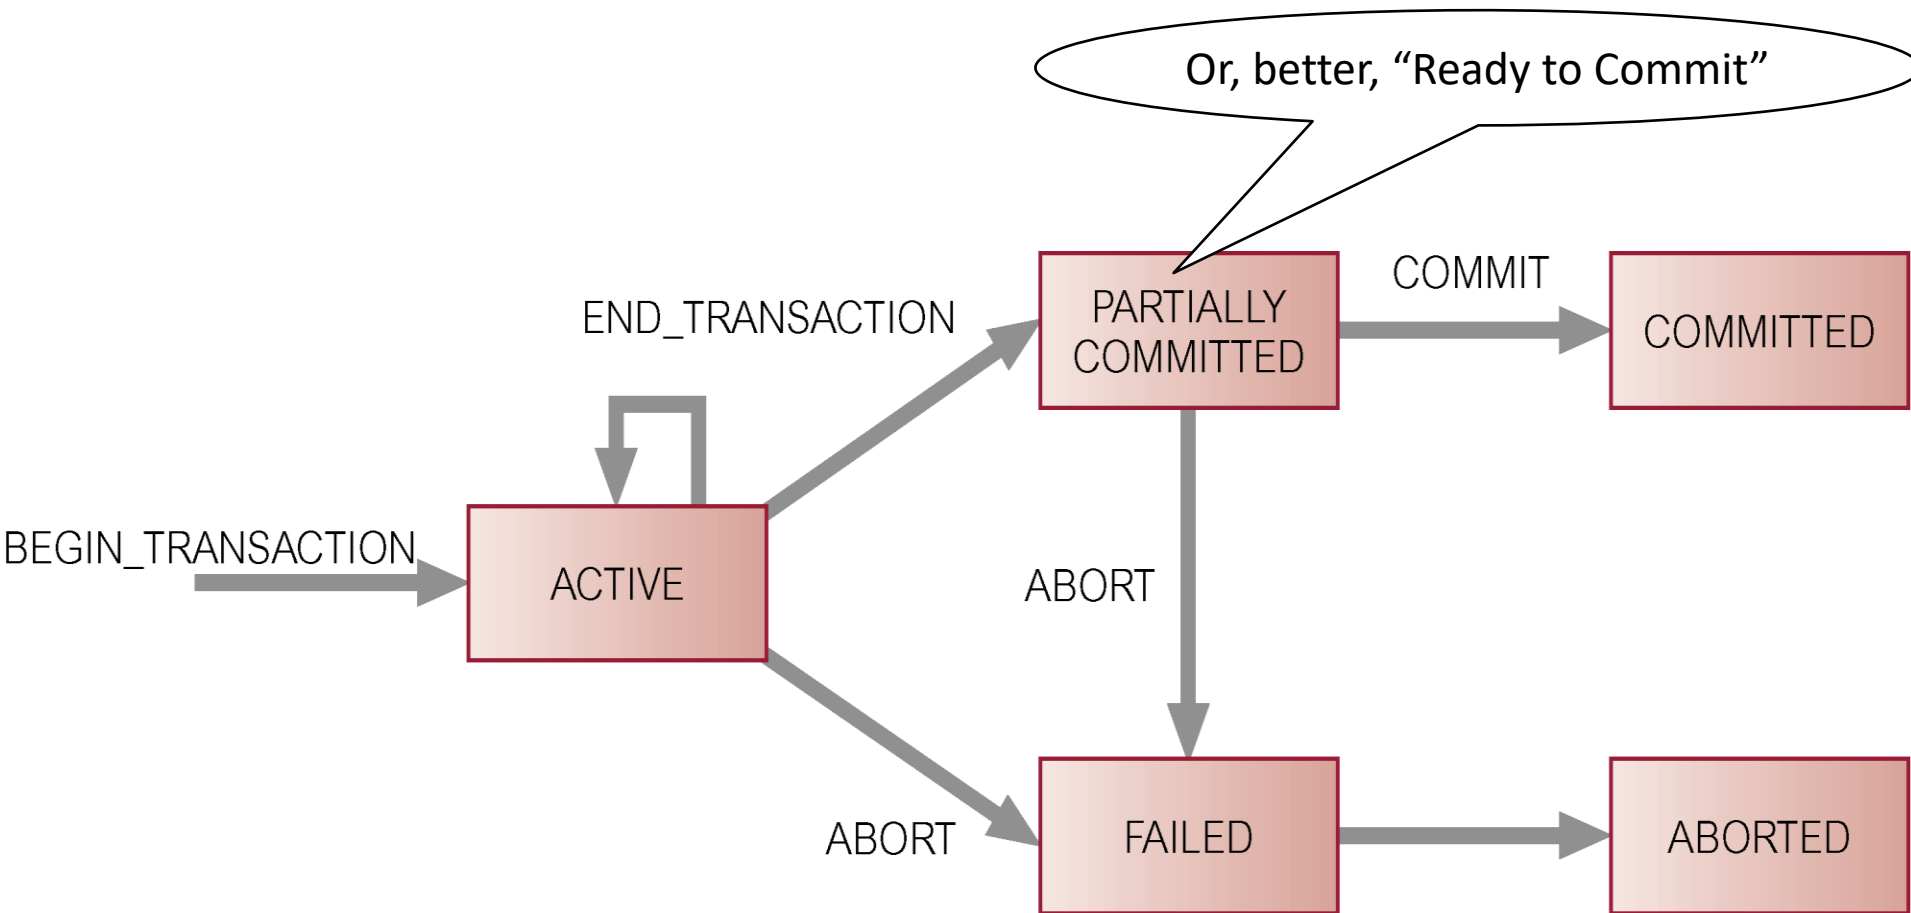 Or, better, “Ready to Commit”
COMMIT
END_TRANSACTION
PARTIALLY
COMMITTED
COMMITTED
BEGIN_TRANSACTION
ACTIVE
ABORT
ABORT
FAILED
ABORTED